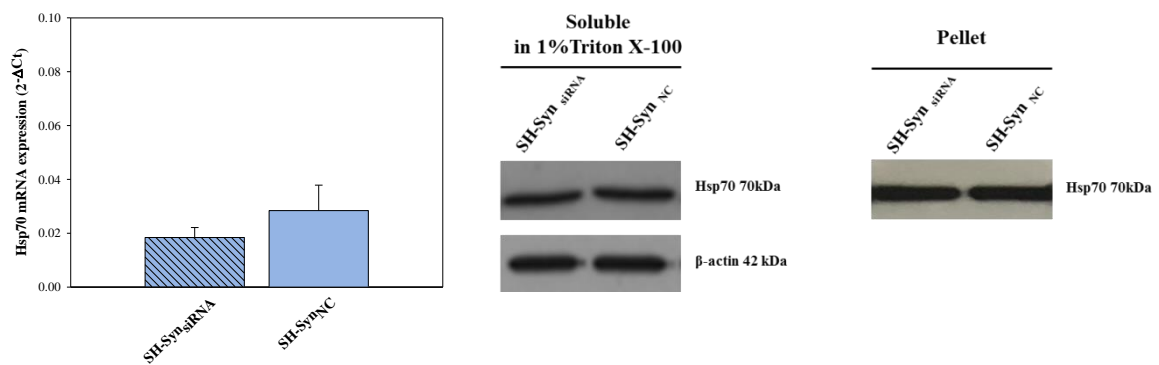 Hsp70 mRNA expression (2-ΔCt)
0.10
0.08
0.06
0.04
0.02
0.00
SH-SynsiRNA
SH-SynNC
Soluble
in 1%Triton X-100
SH-Syn siRNA
SH-Syn NC
Hsp70 70kDa
β-actin 42 kDa
Pellet
SH-Syn siRNA
SH-Syn NC
Hsp70 70kDa